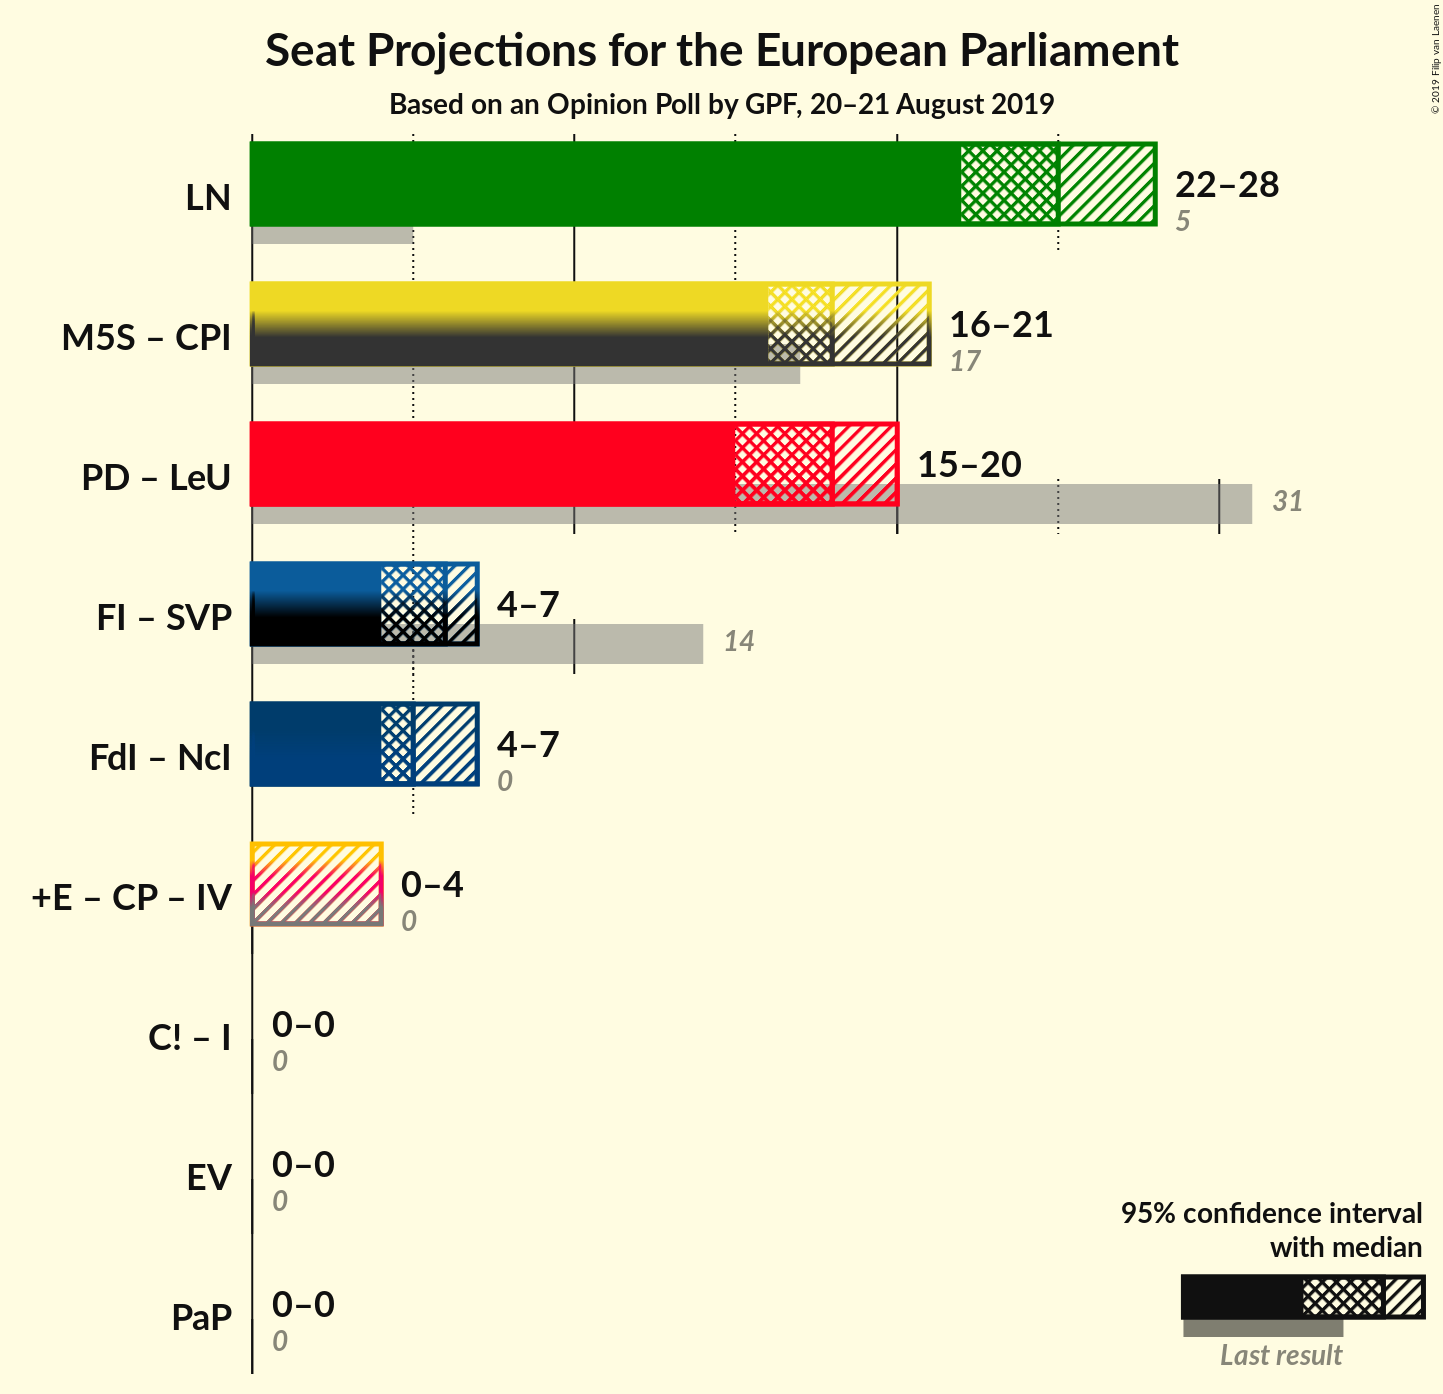 Seat Projections for the European Parliament
Based on an Opinion Poll by GPF, 20–21 August 2019
© 2019 Filip van Laenen
LN
22–28
5
M5S – CPI
16–21
17
PD – LeU
15–20
31
FI – SVP
4–7
14
FdI – NcI
4–7
0
+E – CP – IV
0–4
0
C! – I
0–0
0
EV
0–0
0
PaP
0–0
0
95% confidence interval
with median
Last result